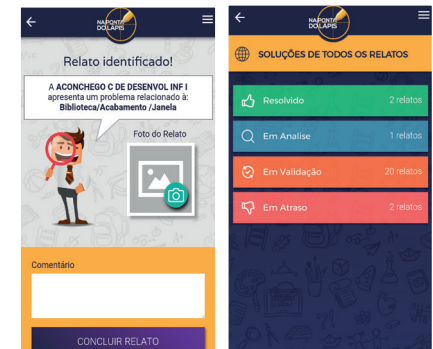 NA PONTA
DO LÁPIS
Relato identificado!
A ACONCHEGO C DE DESENVOL INF I
apresenta um problema relacionado à:
Biblioteca/Acabamento /Janela
Foto do Relato
Comentário
CONCLUIR RELATO
NA PONTA
DO LÁPIS
SOLUÇÕES DE TODOS OS RELATOS
Resolvido 2 relatos
Em Analise 1 relatos
Em Validação 20 relatos
Em Atraso 2 relatos